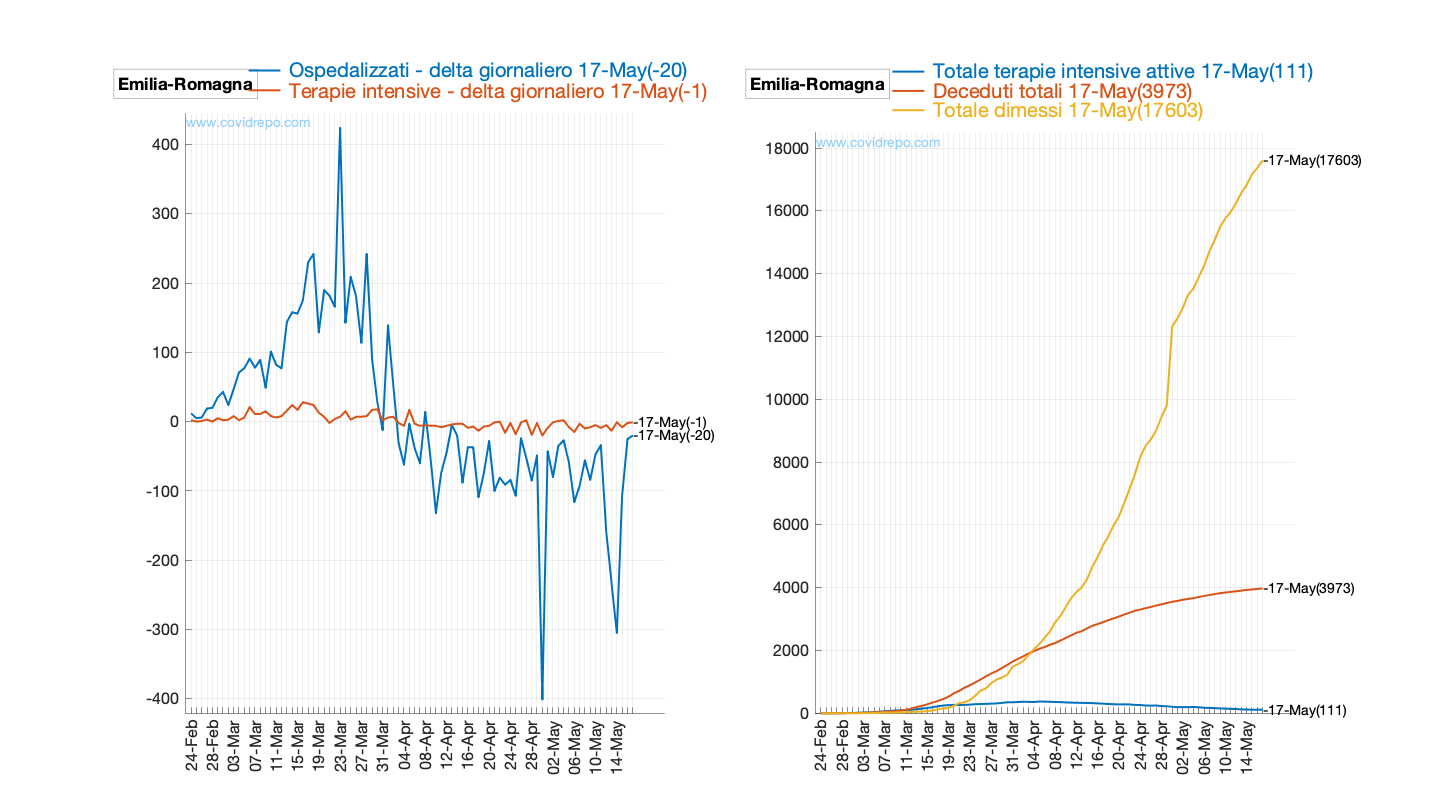 Emilia-Romagna
Ospedalizzati - delta giornaliero 17-May(-20)
Terapie intensive - delta giornaliero 17-May(-1)
www.covidrepo.com
400
300
200
100
0
-100
-200
-300
-400
-17-May(-1)
-17-May(-20)
24-Feb
28-Feb
03-Mar
07-Mar
11-Mar
15-Mar
19-Mar
23-Mar
27-Mar
31-Mar
04-Apr
08-Apr
12-Apr
16-Apr
20-Apr
24-Apr
28-Apr
02-May
06-May
10-May
14-May
Emilia-Romagna
Totale terapie intensive attive 17-May(111)
Deceduti totali 17-May(3973)
Totale dimessi 17-May(17603)
www.covidrepo.com
18000
16000
14000
12000
10000
8000
6000
4000
2000
0
-17-May(17603)
-17-May(3973)
-17-May(111)
24-Feb
28-Feb
03-Mar
07-Mar
11-Mar
15-Mar
19-Mar
23-Mar
27-Mar
31-Mar
04-Apr
08-Apr
12-Apr
16-Apr
20-Apr
24-Apr
28-Apr
02-May
06-May
10-May
14-May